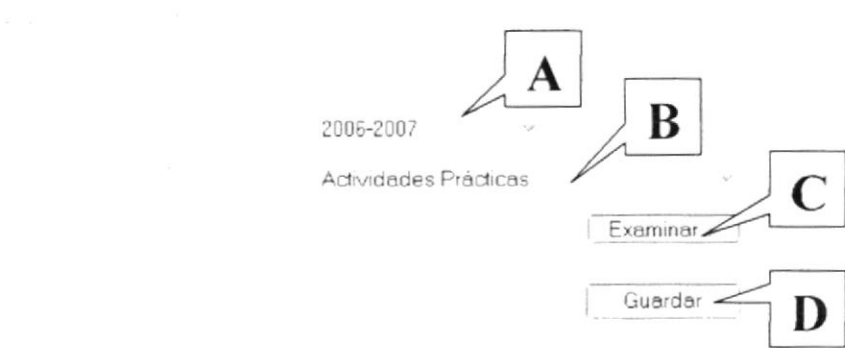 A
2006-2007
B
Actividades Prácticas
C
Examinar
Guardar
D